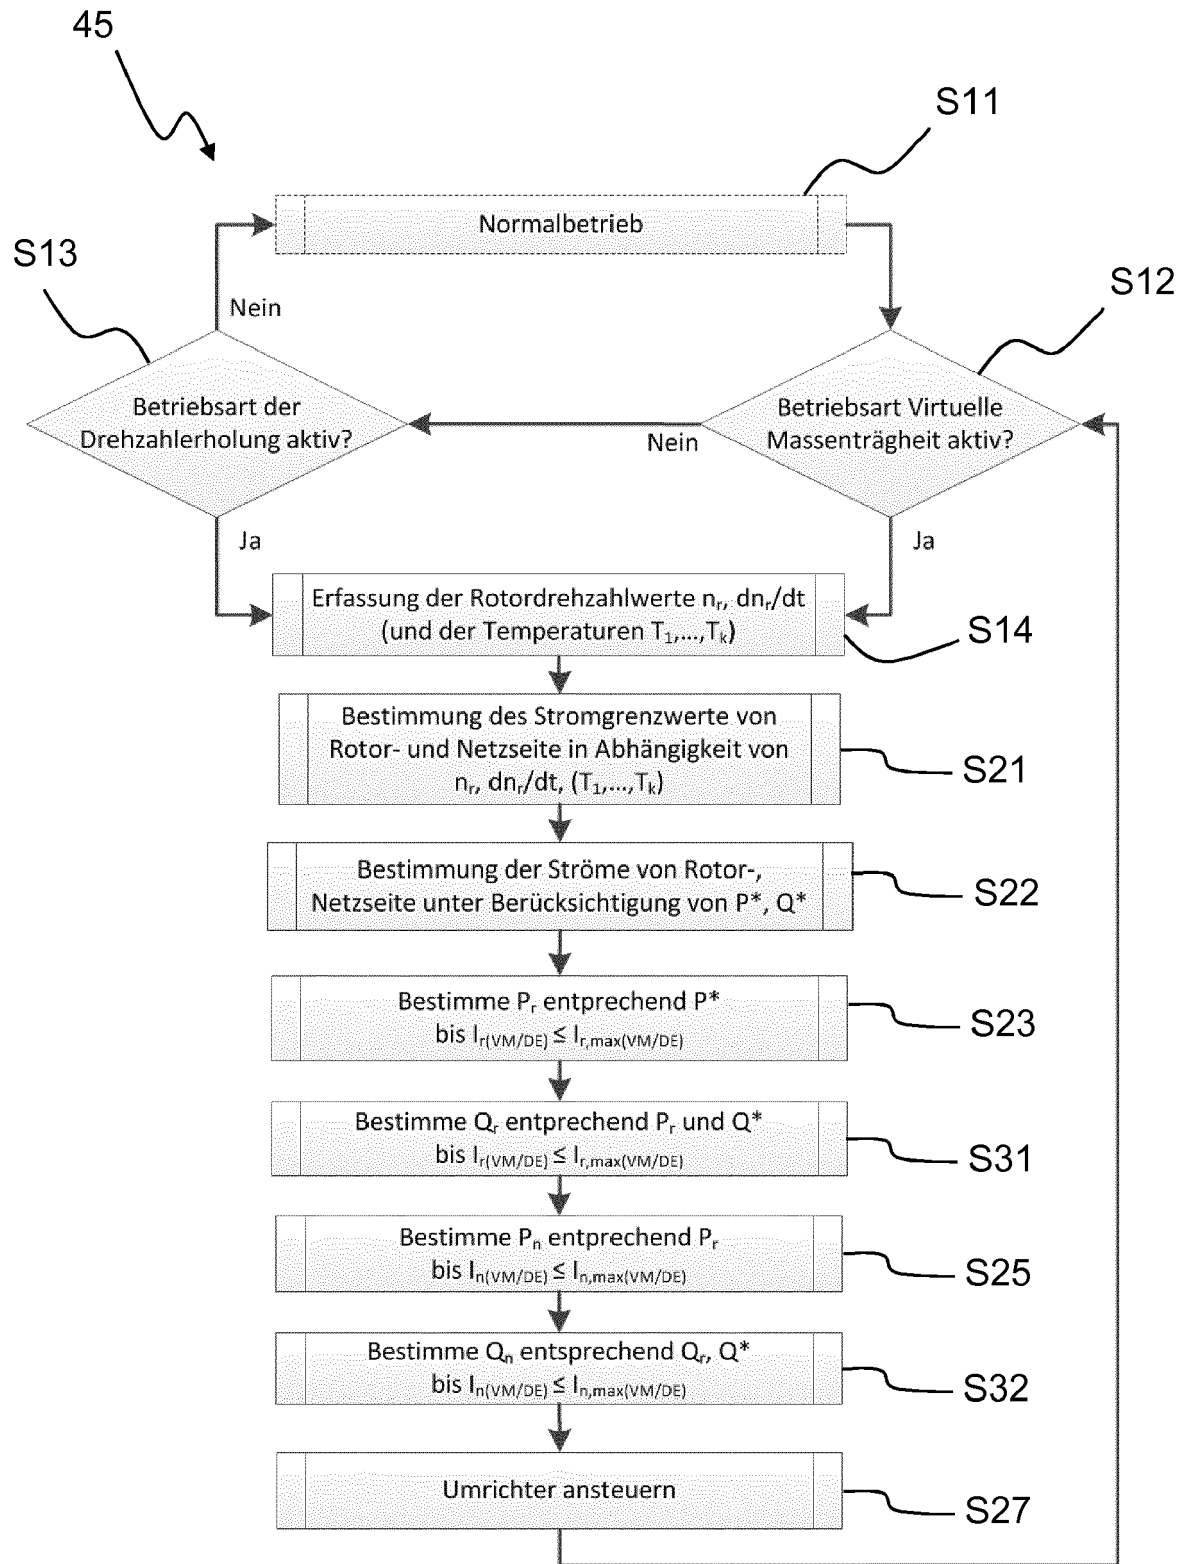 45
S11
Normalbetrieb
S13
Nein
S12
Betriebsart der
Drehzahlerholung aktiv?
Nein
Betriebsart Virtuelle
Massenträgheit aktiv?
Ja
Ja
Erfassung der Rotordrehzahlwerte nᵣ, dnᵣ/dt
(und der Temperaturen T₁,...,Tₖ)
S14
Bestimmung des Stromgrenzwerte von
Rotor- und Netzseite in Abhängigkeit von
nᵣ, dnᵣ/dt, (T₁,...,Tₖ)
S21
Bestimmung der Ströme von Rotor-,
Netzseite unter Berücksichtigung von P*, Q*
S22
Bestimme Pᵣ entprechend P*
bis Iᵣ₍VM/DE₎ ≤ Iᵣ,max(VM/DE)
S23
Bestimme Qᵣ entprechend Pᵣ und Q*
bis Iᵣ₍VM/DE₎ ≤ Iᵣ,max(VM/DE)
S31
Bestimme Pₙ entprechend Pᵣ
bis Iₙ₍VM/DE₎ ≤ Iₙ,max(VM/DE)
S25
Bestimme Qₙ entsprechend Qᵣ, Q*
bis Iₙ₍VM/DE₎ ≤ Iₙ,max(VM/DE)
S32
Umrichter ansteuern
S27